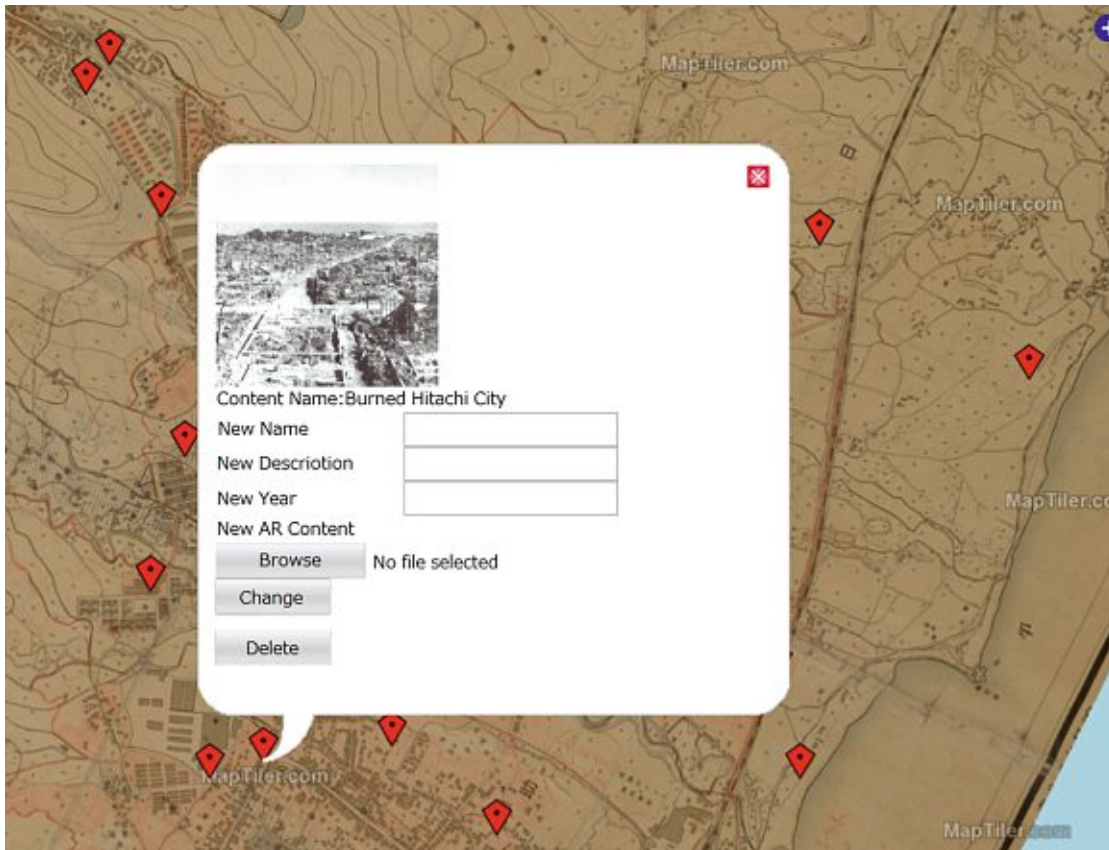 MapTiler.com
MapTiler.com
Content Name:Burned Hitachi City
New Name
New Descriotion
New Year
MapTiler.co
New AR Content
Browse No file selected
Change
Delete
MapTiler.com
MapTiler.com